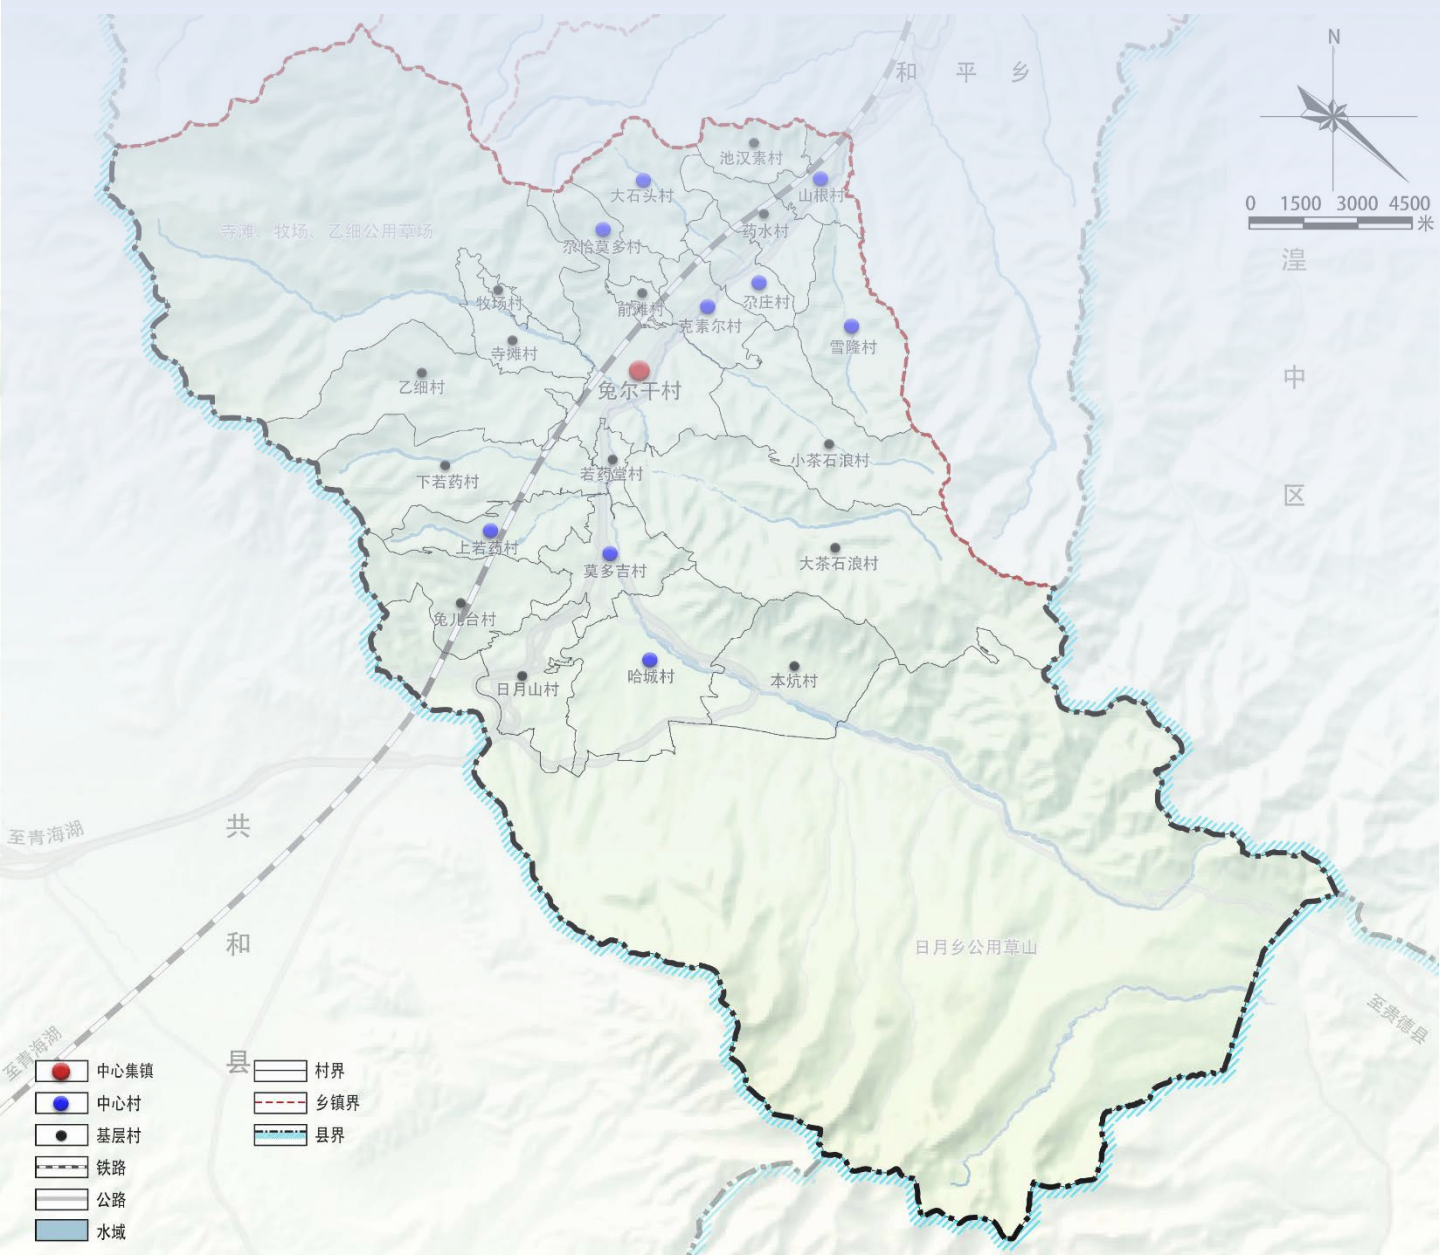 N
和 平 乡
池汉素村
大石头村
山根村
0 1500 3000 4500
米
药水村
寺滩、牧场、乙细公用草场
尕恰莫多村
湟
牧场村
前滩村
尕庄村
克素尔村
雪隆村
寺滩村
中
乙细村
兔尔干村
小茶石浪村
若药堂村
下若药村
区
上若药村
莫多吉村
大茶石浪村
兔儿台村
哈城村
本炕村
日月山村
共
至青海湖
和
日月乡公用草山
至贵德县
至青海湖
县
中心集镇
村界
中心村
乡镇界
基层村
县界
铁路
公路
水域